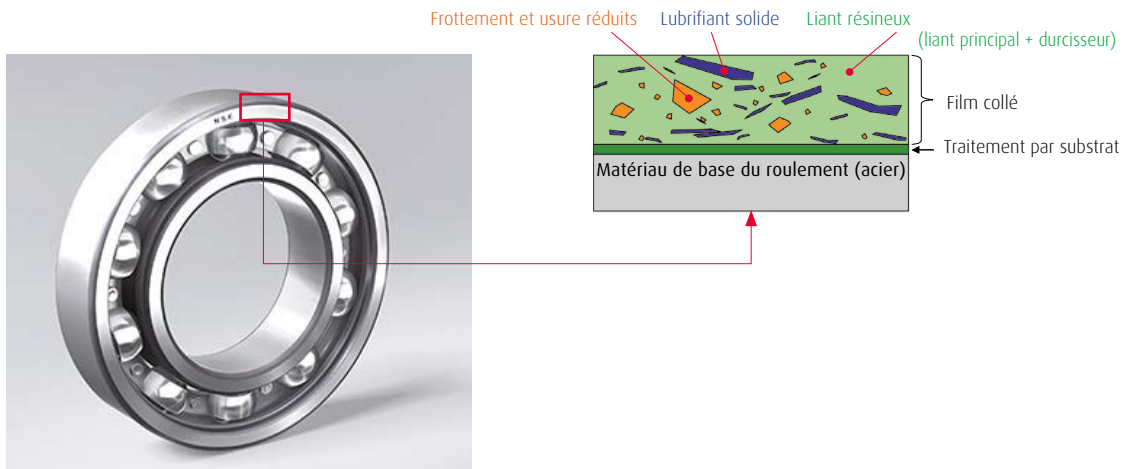 Frottement et usure réduits
Lubrifiant solide
Liant résineux
(liant principal + durcisseur)
Film collé
Traitement par substrat
Matériau de base du roulement (acier)
NSK